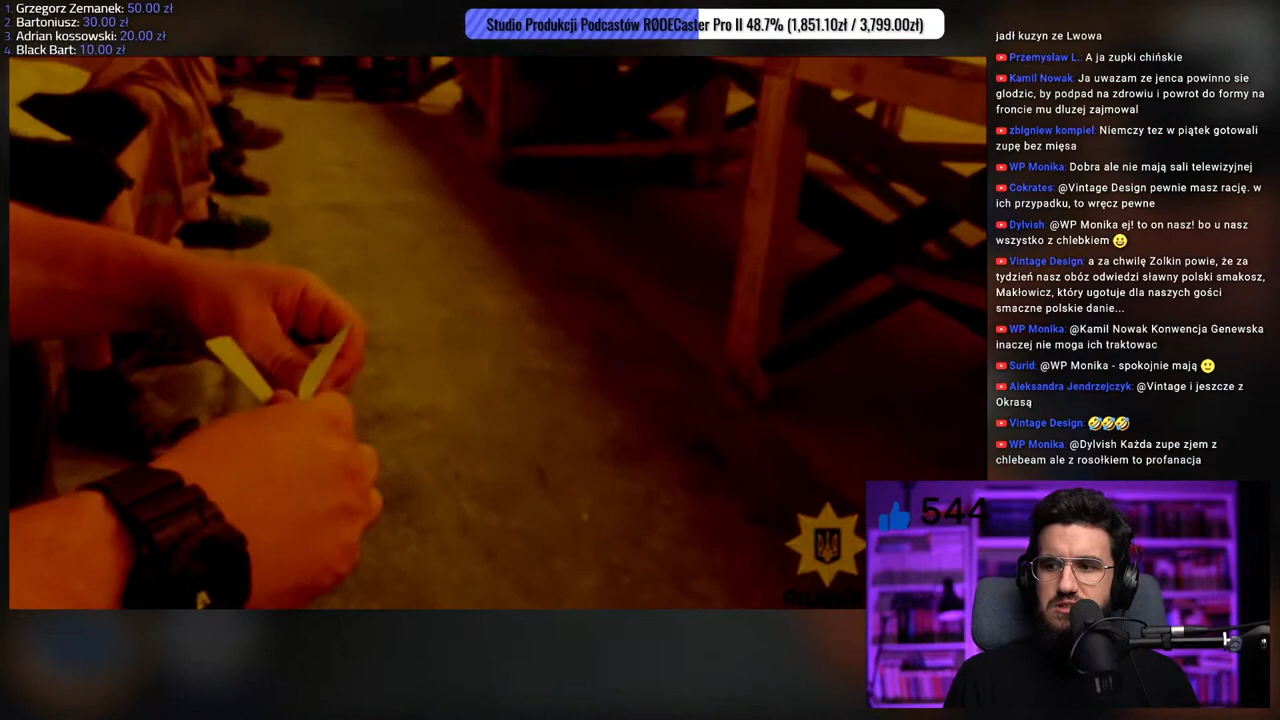 1. Grzegorz Zemanek: 50.00 zł
2. Bartoniusz: 30.00 zł
3. Adrian kossowski: 20.00 zł
4. Black Bart: 10.00 zł
Studio Produkcji Podcastów RØDECaster Pro II 48.7% (1,851.10zł / 3,799.00zł)
jadł kuzyn ze Lwowa
Przemyslaw L.: A ja zupki chińskie
Kamil Nowak: Ja uwazam ze jenca powinno sie
glodzic, by podpad na zdrowiu i powrot do formy na
froncie mu dluzej zajmowal
zbigniew kompiel: Niemczy tez w piątek gotowali
zupę bez mięsa
WP Monika: Dobra ale nie mają sali telewizyjnej
Cokrates: @Vintage Design pewnie masz rację. w
ich przypadku, to wręcz pewne
Dylvish: @WP Monika ej! to on nasz! bo u nasz
wszystko z chlebkiem 😀
Vintage Design: a za chwilę Zolkin powie, że za
tydzień nasz obóz odwiedzi sławny polski smakosz,
Makłowicz, który ugotuje dla naszych gości
smaczne polskie danie...
WP Monika: @Kamil Nowak Konwencja Genewska
inaczej nie moga ich traktowac
Surid: @WP Monika - spokojnie mają 🙂
Aleksandra Jendrzejczyk: @Vintage i jeszcze z
Okrasą
Vintage Design: 🤣🤣🤣
WP Monika: @Dylvish Każda zupe zjem z
chlebeam ale z rosołkiem to profanacja
544